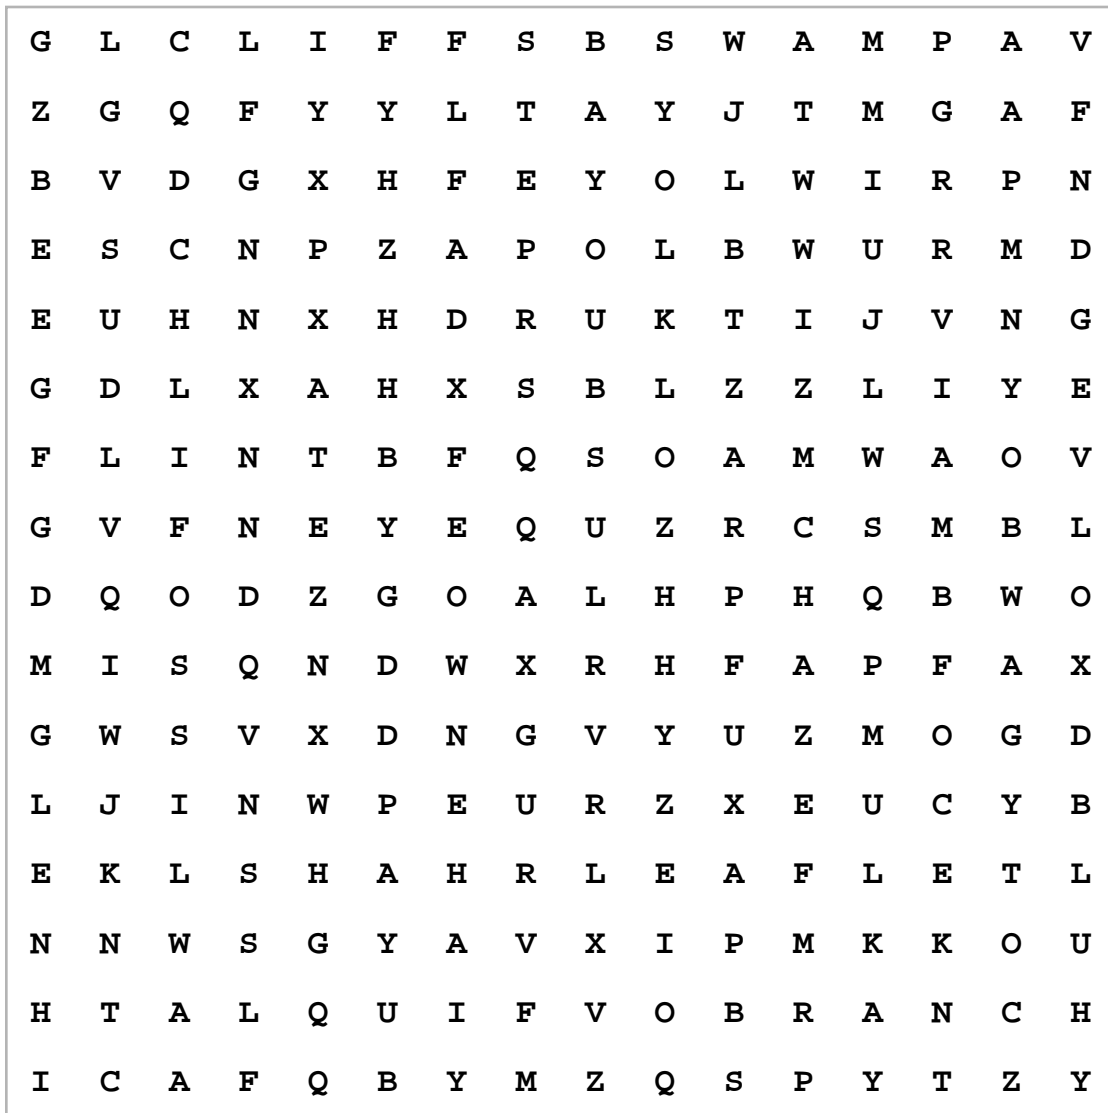 G L C L I F F S B S W A M P A V
Z G Q F Y Y L T A Y J T M G A F
B V D G X H F E Y O L W I R P N
E S C N P Z A P O L B W U R M D
E U H N X H D R U K T I J V N G
G D L X A H X S B L Z Z L I Y E
F L I N T B F Q S O A M W A O V
G V F N E Y E Q U Z R C S M B L
D Q O D Z G O A L H P H Q B W O
M I S Q N D W X R H F A P F A X
G W S V X D N G V Y U Z M O G D
L J I N W P E U R Z X E U C Y B
E K L S H A H R L E A F L E T L
N N W S G Y A V X I P M K K O U
H T A L Q U I F V O B R A N C H
I C A F Q B Y M Z Q S P Y T Z Y